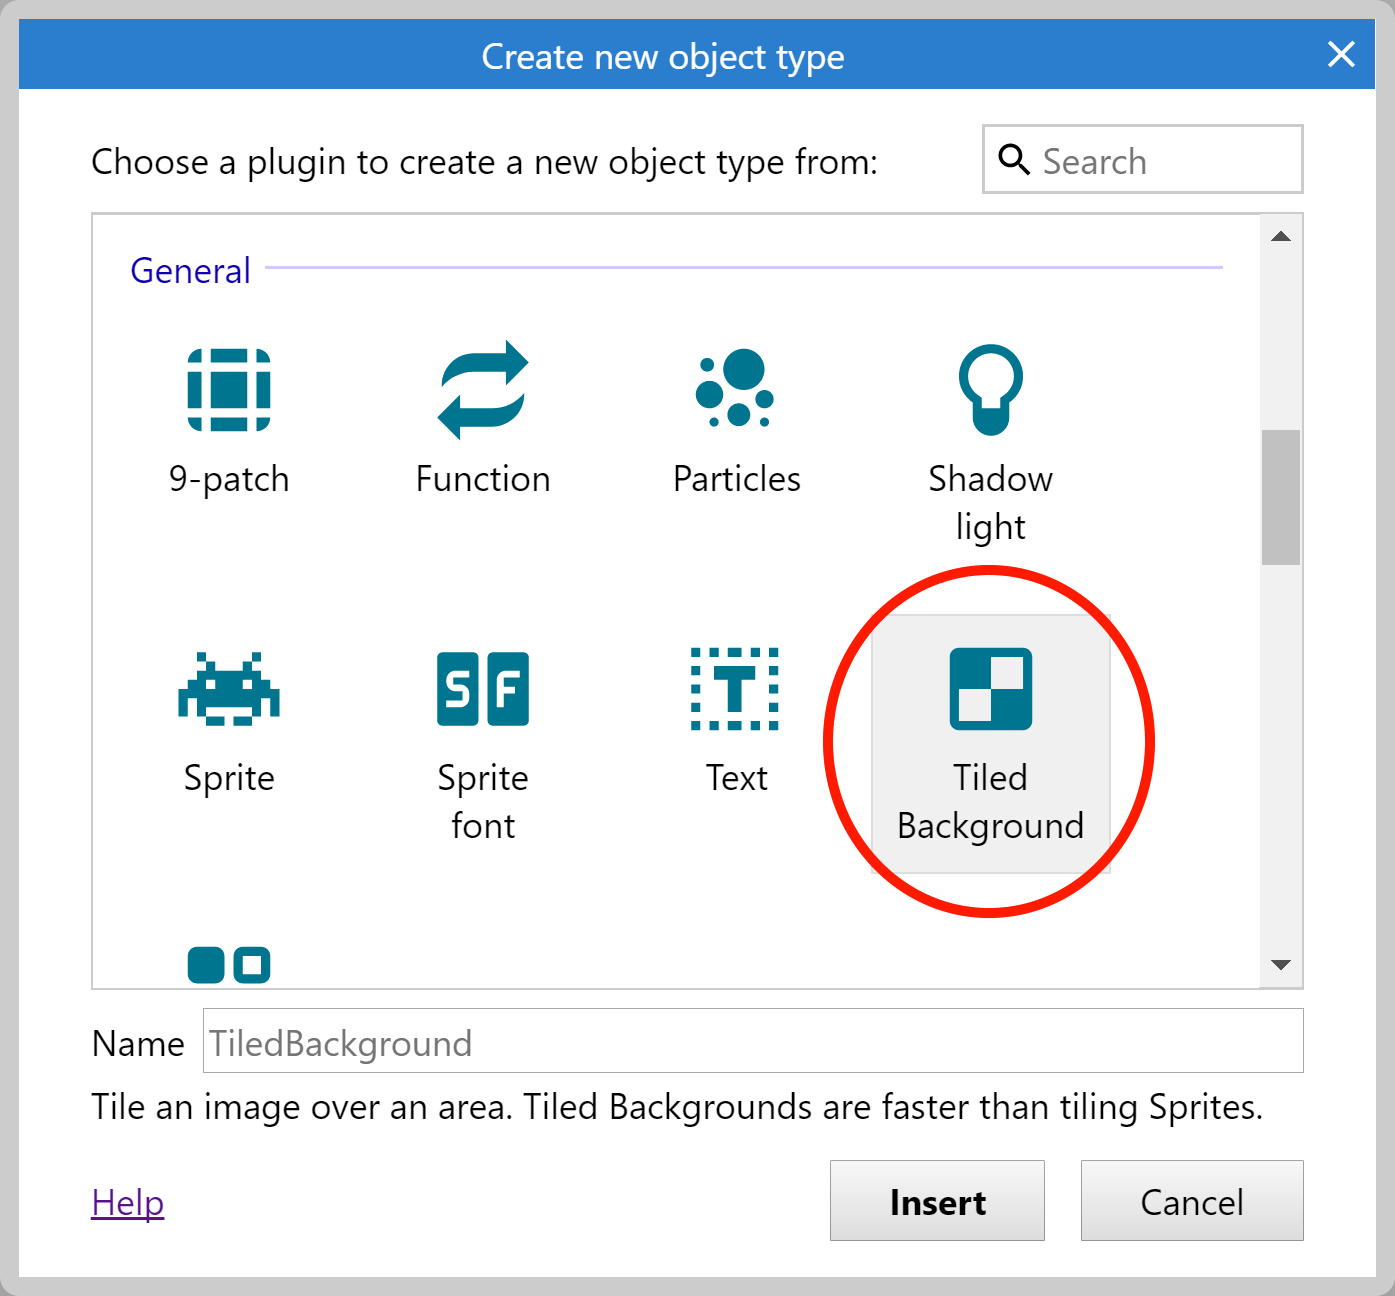 Create new object type
Choose a plugin to create a new object type from:
Search
General
9-patch
Function
Particles
Shadow
light
Sprite
SF
Sprite
font
T
Text
Tiled
Background
Name
TiledBackground
Tile an image over an area. Tiled Backgrounds are faster than tiling Sprites.
Help
Insert
Cancel